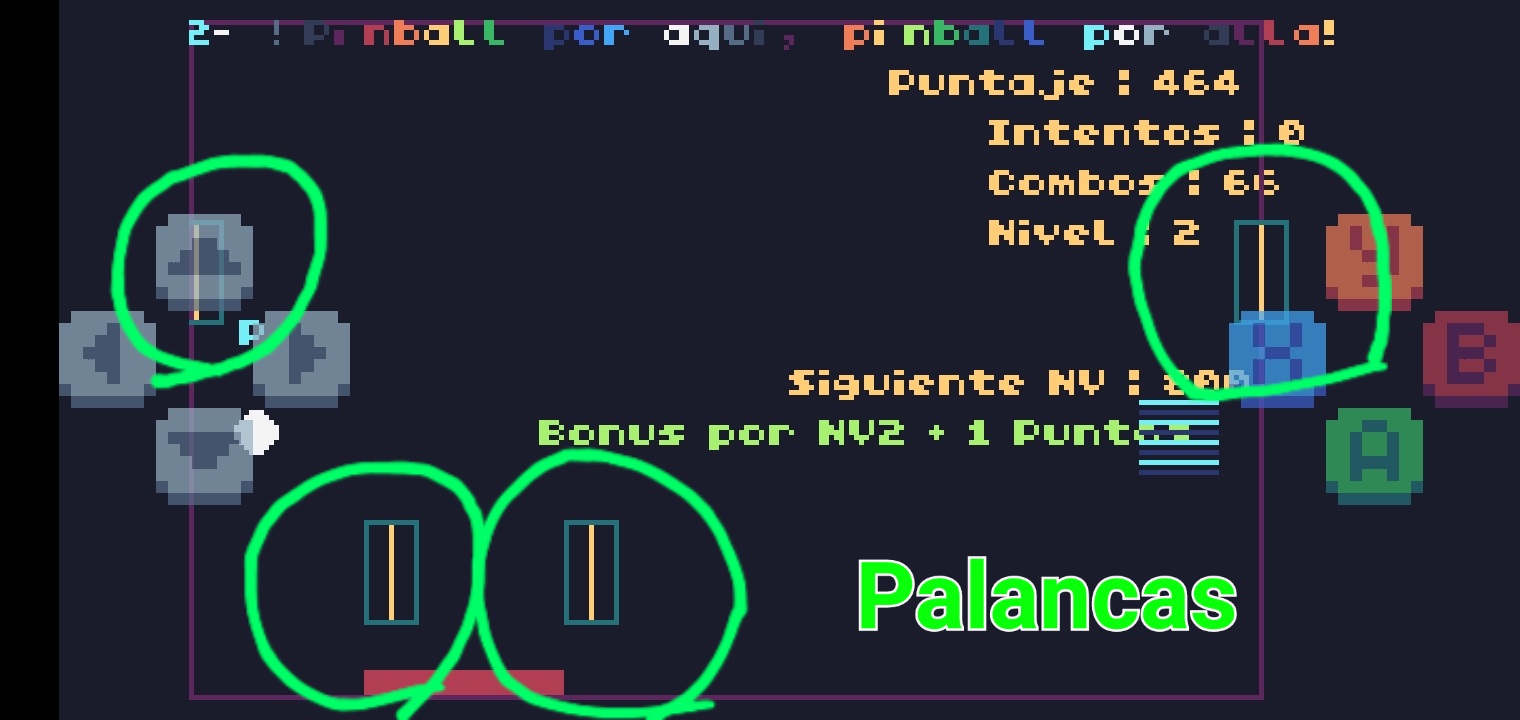 2- ! Pinball por aqui, pinball por alla!
Puntaje : 464
Intentos : 0
Combos : 66
Nivel : 2
Y
P
X
B
Siguiente NV : 800
Bonus por NV2 + 1 Puntos
A
Palancas